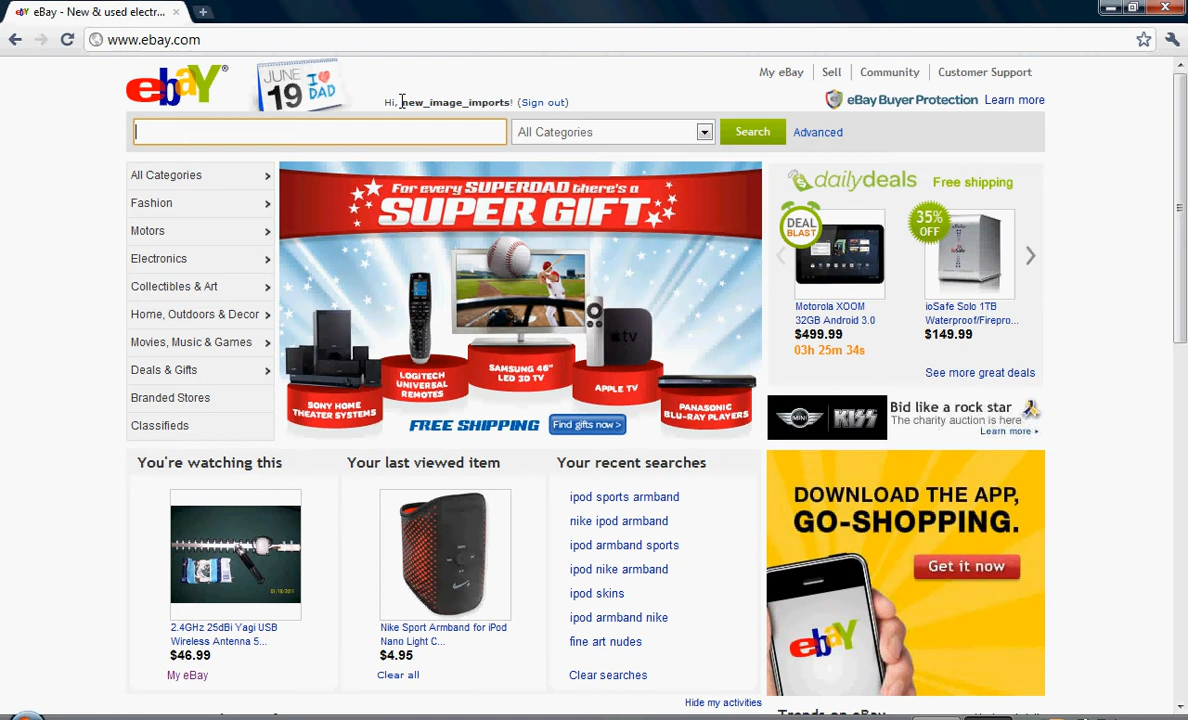 eBay - New & used electr...
www.ebay.com
ebay®
JUNE
19
I
DAD
Hi, new_image_imports! (Sign out)
My eBay
Sell
Community
Customer Support
eBay Buyer Protection Learn more
All Categories
Search
Advanced
All Categories
Fashion
Motors
Electronics
Collectibles & Art
Home, Outdoors & Decor
Movies, Music & Games
Deals & Gifts
Branded Stores
Classifieds
For every SUPERDAD there's a
SUPER GIFT
SONY HOME
THEATER SYSTEMS
LOGITECH
UNIVERSAL
REMOTES
SAMSUNG 46"
LED 3D TV
tv
APPLE TV
PANASONIC
BLU-RAY PLAYERS
FREE SHIPPING
Find gifts now >
dailydeals
Free shipping
DEAL
BLAST
Motorola XOOM
32GB Android 3.0
$499.99
03h 25m 34s
35%
OFF
ioSafe Solo 1TB
Waterproof/Firepro...
$149.99
See more great deals
MINI
KISS
Bid like a rock star
The charity auction is here
Learn more
You're watching this
2.4GHz 25dBi Yagi USB
Wireless Antenna 5...
$46.99
My eBay
Your last viewed item
Nike Sport Armband for iPod
Nano Light C...
$4.95
Clear all
Your recent searches
ipod sports armband
nike ipod armband
ipod armband sports
ipod nike armband
ipod skins
ipod armband nike
fine art nudes
Clear searches
Hide my activities
DOWNLOAD THE APP,
GO-SHOPPING.
Get it now
ebay
Trends on eBay